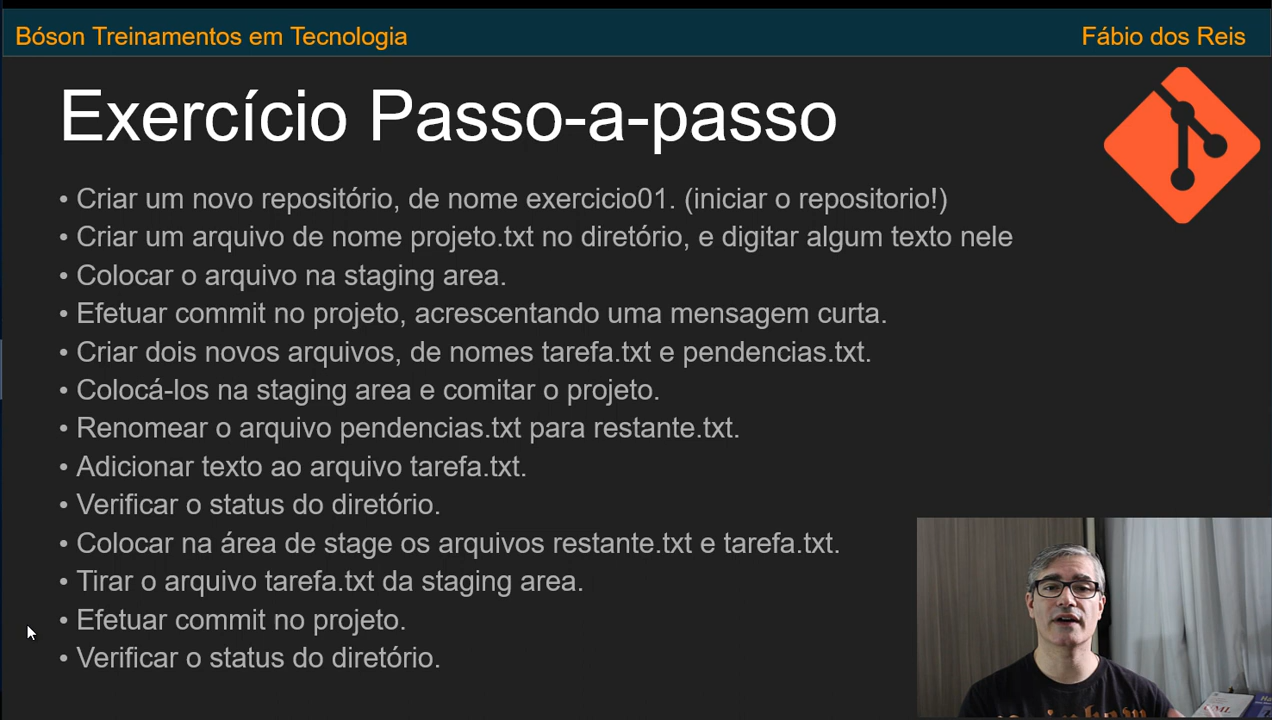 Bóson Treinamentos em Tecnologia
Fábio dos Reis
Exercício Passo-a-passo
• Criar um novo repositório, de nome exercicio01. (iniciar o repositorio!)
• Criar um arquivo de nome projeto.txt no diretório, e digitar algum texto nele
• Colocar o arquivo na staging area.
• Efetuar commit no projeto, acrescentando uma mensagem curta.
• Criar dois novos arquivos, de nomes tarefa.txt e pendencias.txt.
• Colocá-los na staging area e comitar o projeto.
• Renomear o arquivo pendencias.txt para restante.txt.
• Adicionar texto ao arquivo tarefa.txt.
• Verificar o status do diretório.
• Colocar na área de stage os arquivos restante.txt e tarefa.txt.
• Tirar o arquivo tarefa.txt da staging area.
• Efetuar commit no projeto.
• Verificar o status do diretório.